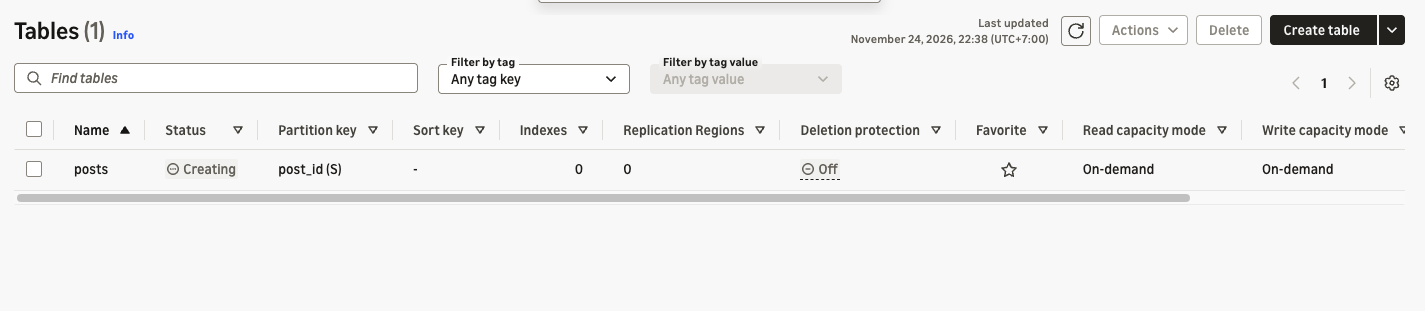 Tables (1) Info
Last updated
November 24, 2026, 22:38 (UTC+7:00)
Actions
Delete
Create table
Find tables
Filter by tag
Any tag key
Filter by tag value
Any tag value
1
Name Status Partition key Sort key Indexes Replication Regions Deletion protection Favorite Read capacity mode Write capacity mode
posts Creating post_id (S) - 0 0 Off On-demand On-demand